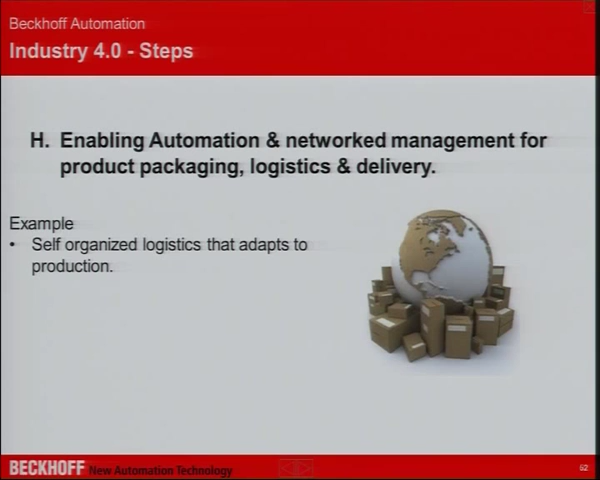 Beckhoff Automation
Industry 4.0 - Steps
H. Enabling Automation & networked management for
product packaging, logistics & delivery.
Example
• Self organized logistics that adapts to
production.
BECKHOFF New Automation Technology
62